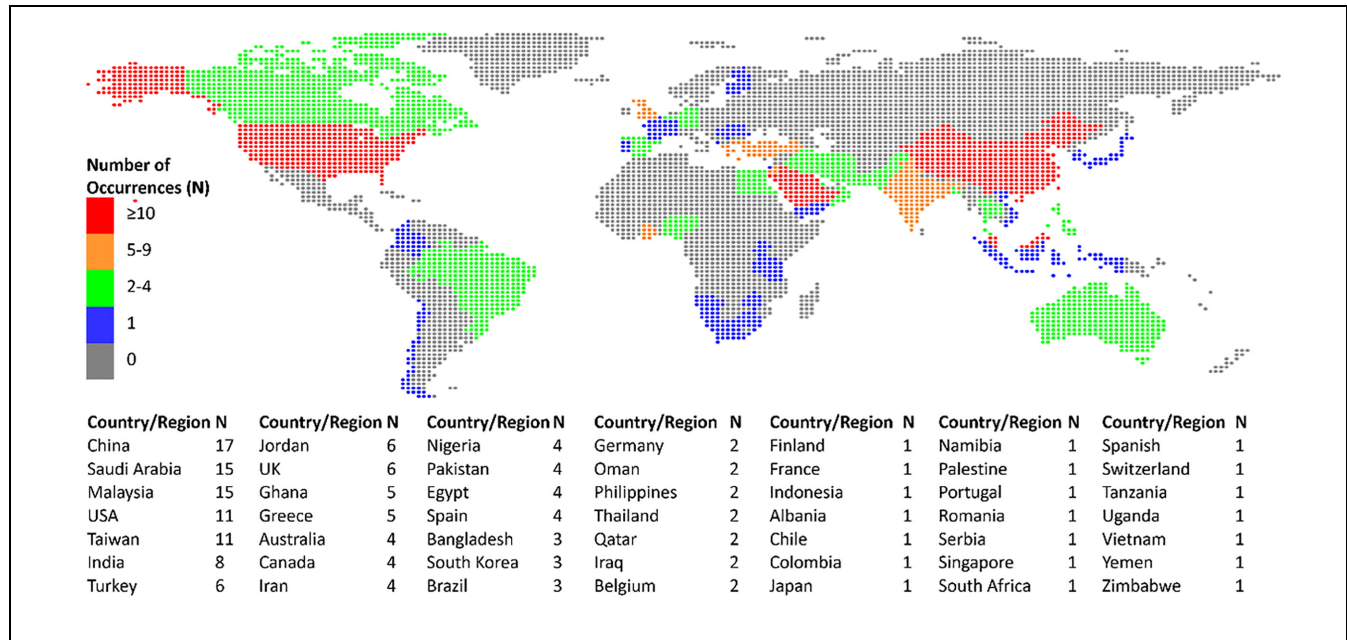 Number of
Occurrences (N)
≥10
5-9
2-4
1
0
Country/Region N Country/Region N Country/Region N Country/Region N Country/Region N Country/Region N Country/Region N
China 17 Jordan 6 Nigeria 4 Germany 2 Finland 1 Namibia 1 Spanish 1
Saudi Arabia 15 UK 6 Pakistan 4 Oman 2 France 1 Palestine 1 Switzerland 1
Malaysia 15 Ghana 5 Egypt 4 Philippines 2 Indonesia 1 Portugal 1 Tanzania 1
USA 11 Greece 5 Spain 4 Thailand 2 Albania 1 Romania 1 Uganda 1
Taiwan 11 Australia 4 Bangladesh 3 Qatar 2 Chile 1 Serbia 1 Vietnam 1
India 8 Canada 4 South Korea 3 Iraq 2 Colombia 1 Singapore 1 Yemen 1
Turkey 6 Iran 4 Brazil 3 Belgium 2 Japan 1 South Africa 1 Zimbabwe 1